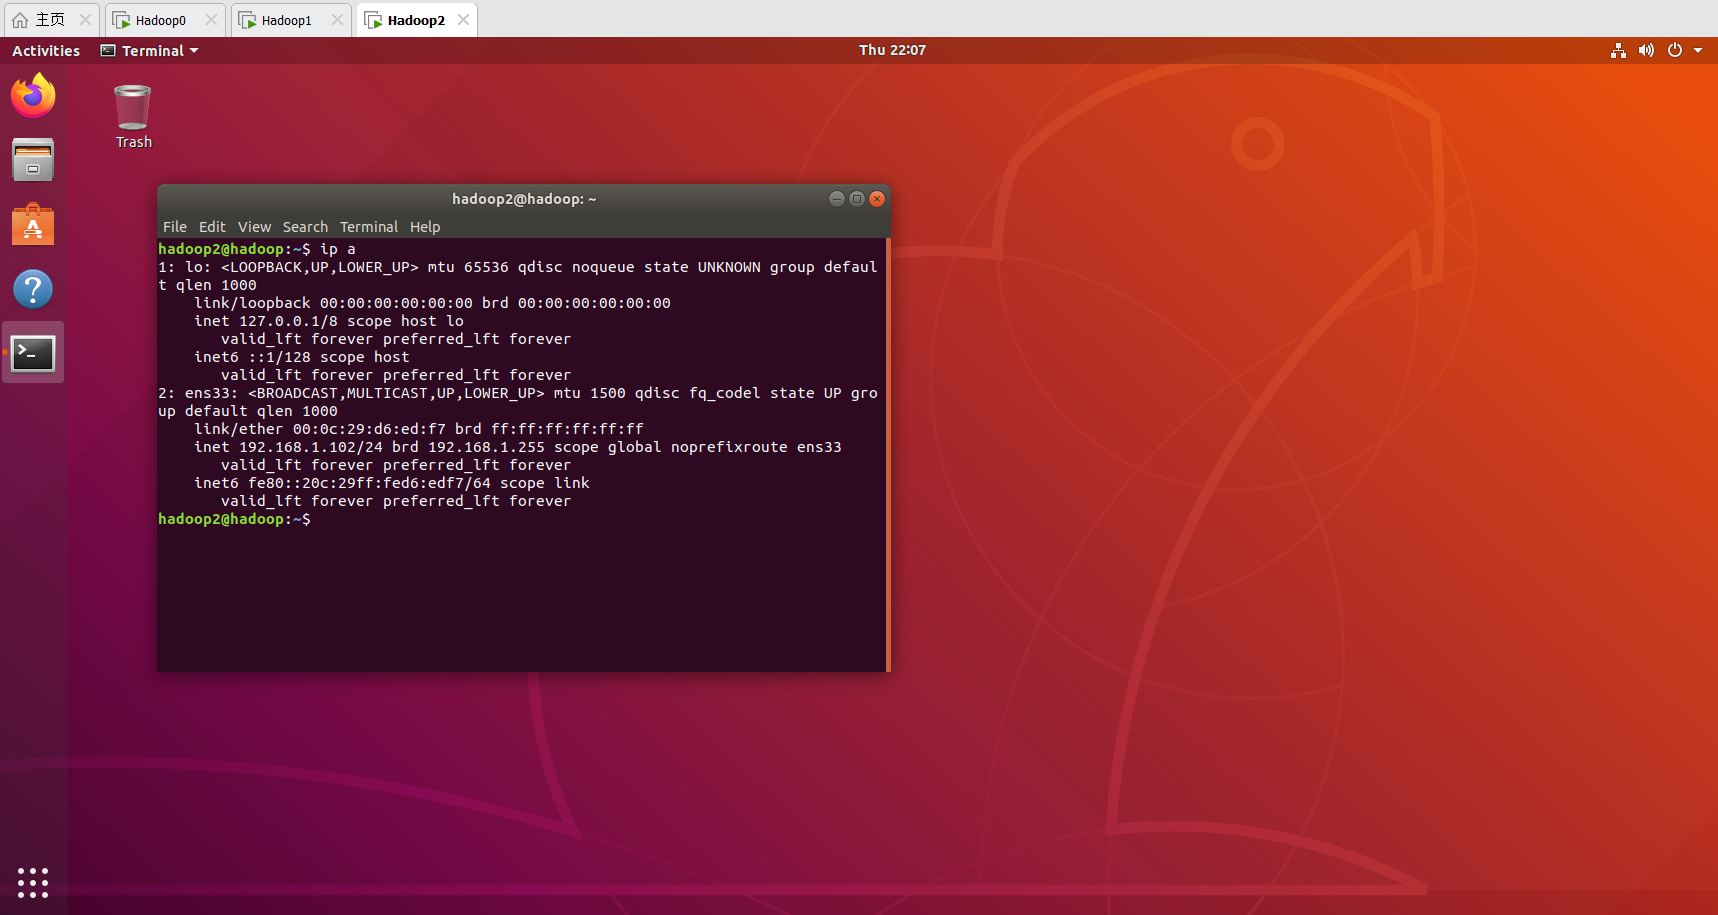 主页
Hadoop0
Hadoop1
Hadoop2
Activities
Terminal
Thu 22:07
Trash
hadoop2@hadoop: ~
File Edit View Search Terminal Help
hadoop2@hadoop:~$ ip a
1: lo: <LOOPBACK,UP,LOWER_UP> mtu 65536 qdisc noqueue state UNKNOWN group defaul
t qlen 1000
    link/loopback 00:00:00:00:00:00 brd 00:00:00:00:00:00
    inet 127.0.0.1/8 scope host lo
       valid_lft forever preferred_lft forever
    inet6 ::1/128 scope host
       valid_lft forever preferred_lft forever
2: ens33: <BROADCAST,MULTICAST,UP,LOWER_UP> mtu 1500 qdisc fq_codel state UP gro
up default qlen 1000
    link/ether 00:0c:29:d6:ed:f7 brd ff:ff:ff:ff:ff:ff
    inet 192.168.1.102/24 brd 192.168.1.255 scope global noprefixroute ens33
       valid_lft forever preferred_lft forever
    inet6 fe80::20c:29ff:fed6:edf7/64 scope link
       valid_lft forever preferred_lft forever
hadoop2@hadoop:~$